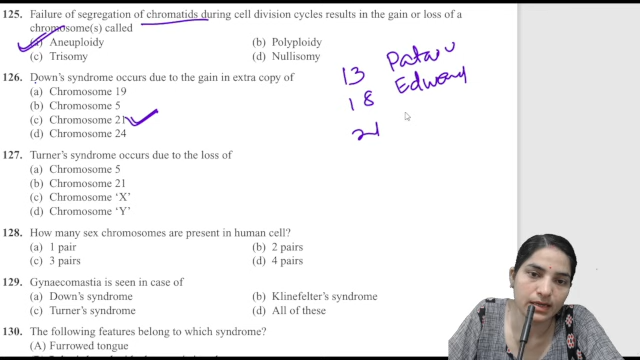 125. Failure of segregation of chromatids during cell division cycles results in the gain or loss of a
chromosome(s) called
(a) Aneuploidy (b) Polyploidy
(c) Trisomy (d) Nullisomy
126. Down's syndrome occurs due to the gain in extra copy of
(a) Chromosome 19
(b) Chromosome 5
(c) Chromosome 21
(d) Chromosome 24
13 Patau
18 Edward
21
127. Turner's syndrome occurs due to the loss of
(a) Chromosome 5
(b) Chromosome 21
(c) Chromosome 'X'
(d) Chromosome 'Y'
128. How many sex chromosomes are present in human cell?
(a) 1 pair (b) 2 pairs
(c) 3 pairs (d) 4 pairs
129. Gynaecomastia is seen in case of
(a) Down's syndrome (b) Klinefelter's syndrome
(c) Turner's syndrome (d) All of these
130. The following features belong to which syndrome?
(A) Furrowed tongue